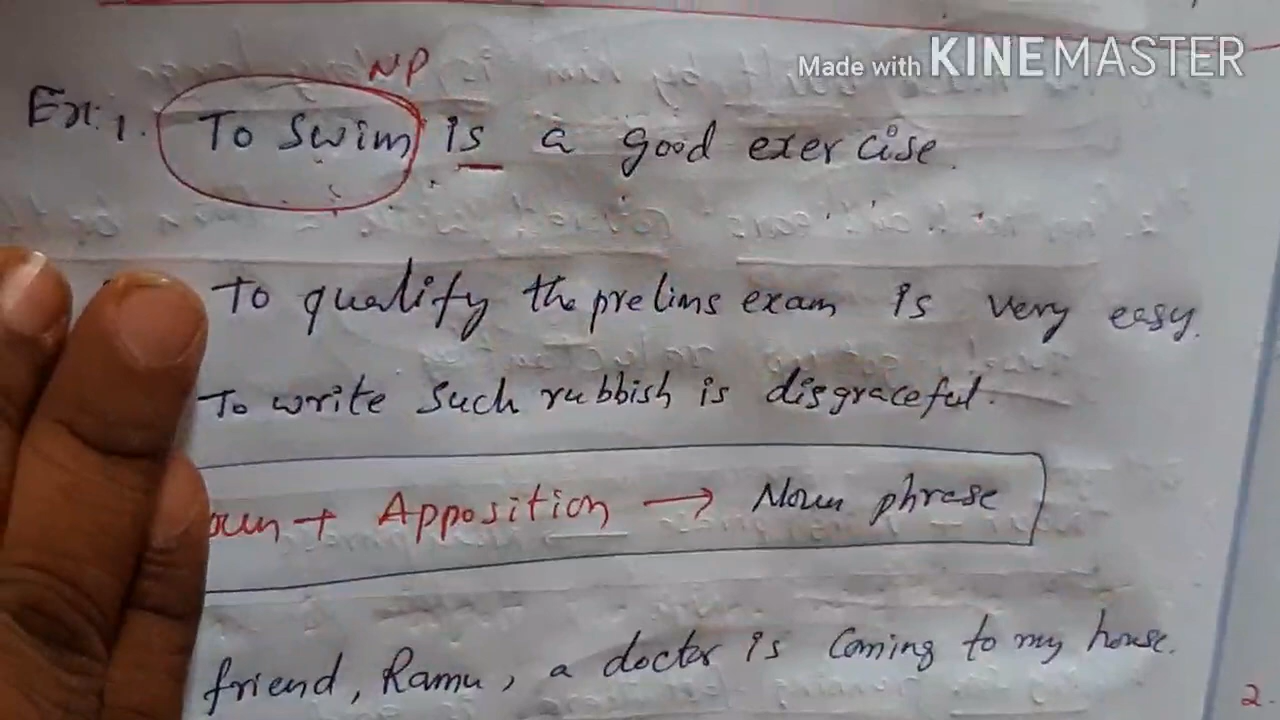 Made with KINEMASTER
NP
Ex: 1. To Swim is a good exercise.
To qualify the prelims exam is very easy.
To write such rubbish is disgraceful.
oun + Apposition → Noun phrase
friend, Ramu, a doctor is coming to my house.
2